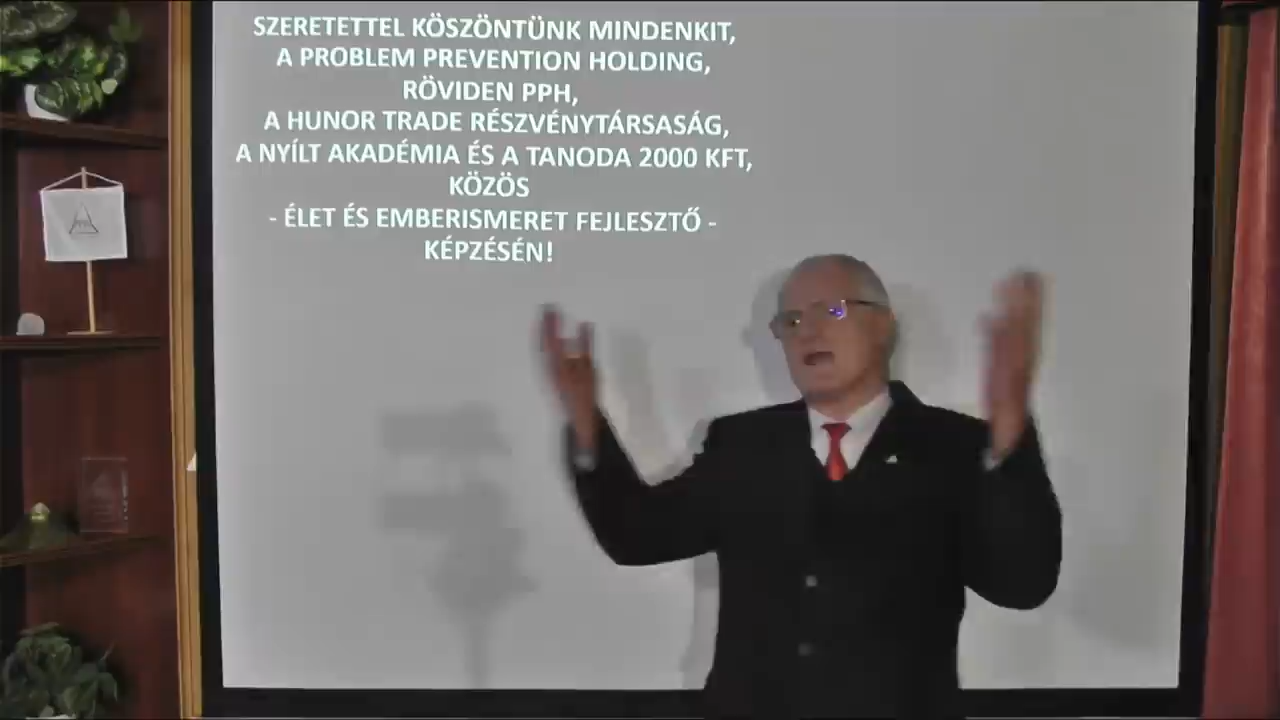 SZERETETTEL KÖSZÖNTÜNK MINDENKIT,
A PROBLEM PREVENTION HOLDING,
RÖVIDEN PPH,
A HUNOR TRADE RÉSZVÉNYTÁRSASÁG,
A NYÍLT AKADÉMIA ÉS A TANODA 2000 KFT,
KÖZÖS
- ÉLET ÉS EMBERISMERET FEJLESZTŐ -
KÉPZÉSÉN!